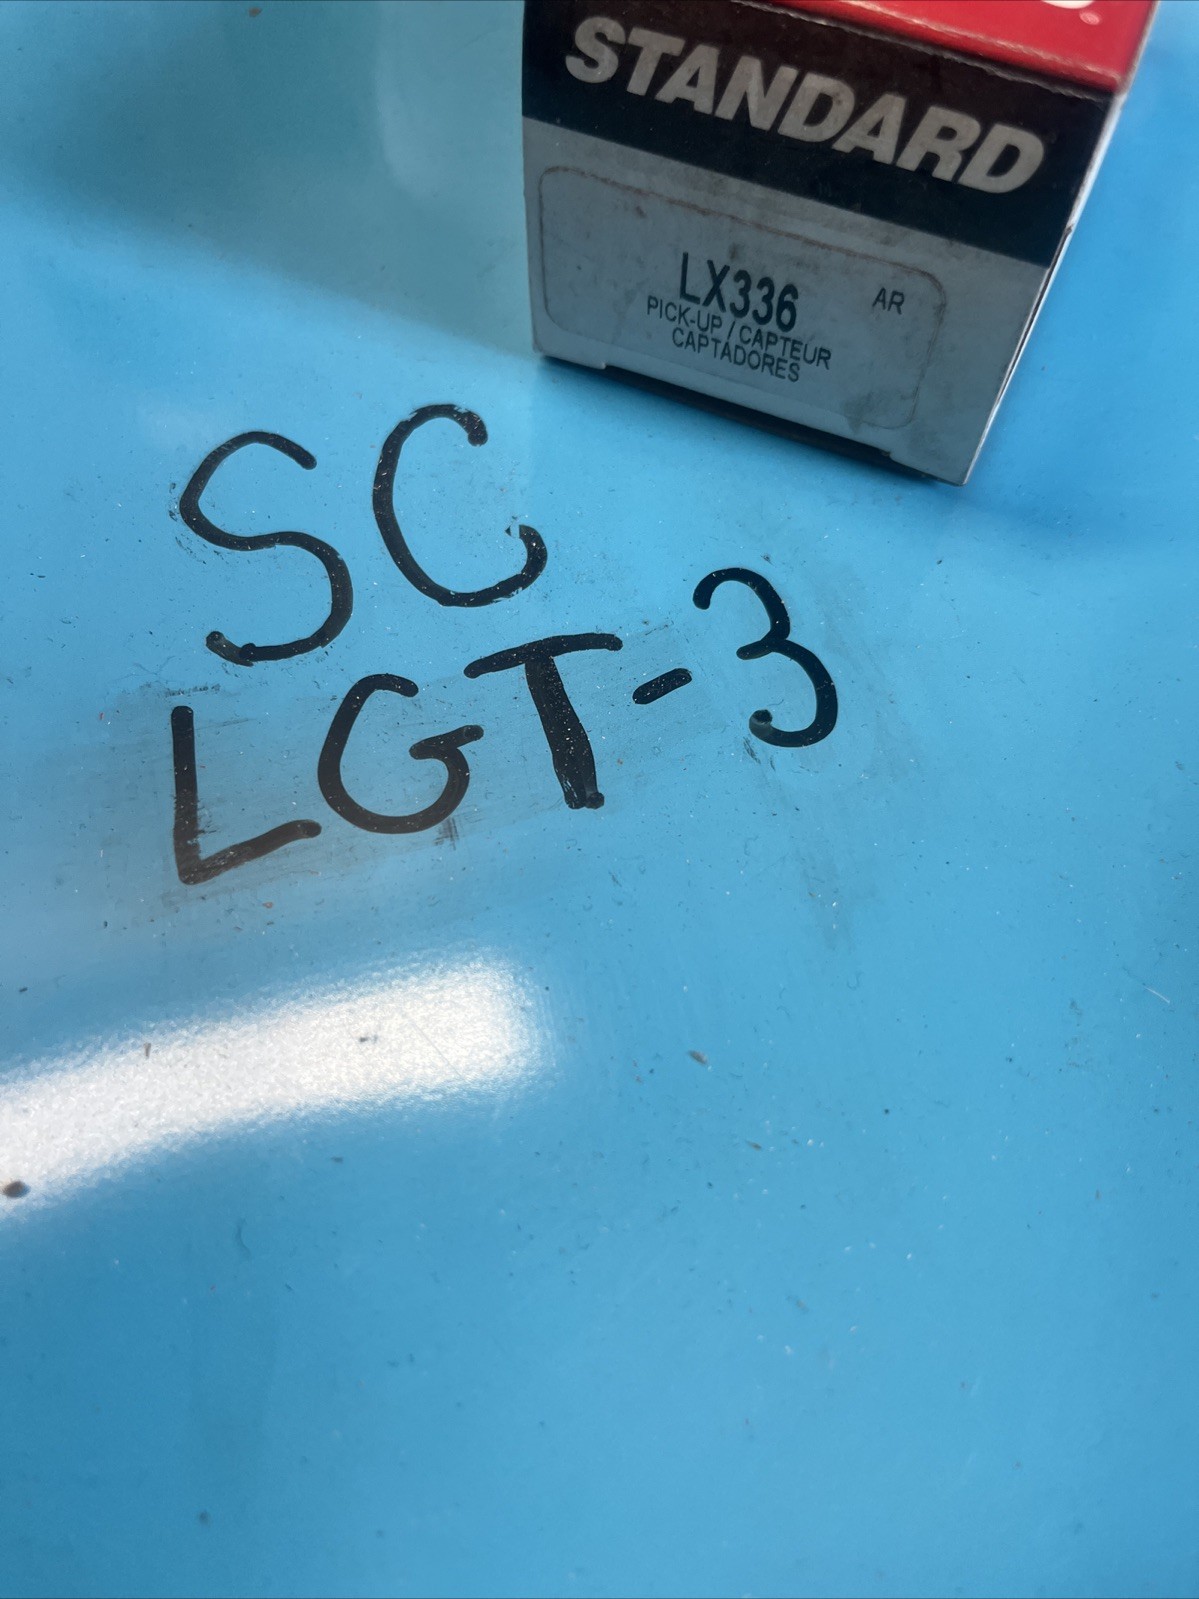 STANDARD
LX336
AR
PICK-UP / CAPTEUR
CAPTADORES
SC
LGT-3